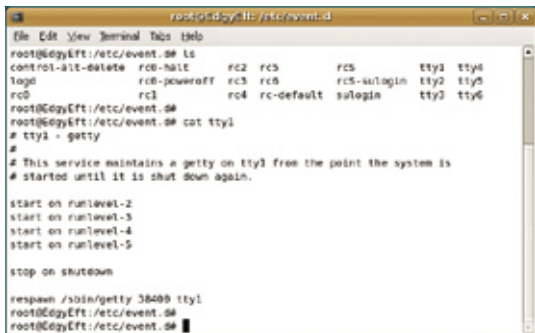 root@EdgyEft: /etc/event.d
File Edit View Terminal Tabs Help
root@EdgyEft:/etc/event.d# ls
control-alt-delete rc0-halt rc2 rc5 rcS tty1 tty4
logd rc0-poweroff rc3 rc6 rcS-sulogin tty2 tty5
rc0 rc1 rc4 rc-default sulogin tty3 tty6
root@EdgyEft:/etc/event.d#
root@EdgyEft:/etc/event.d# cat tty1
# tty1 - getty
#
# This service maintains a getty on tty1 from the point the system is
# started until it is shut down again.
start on runlevel-2
start on runlevel-3
start on runlevel-4
start on runlevel-5
stop on shutdown
respawn /sbin/getty 38400 tty1
root@EdgyEft:/etc/event.d#
root@EdgyEft:/etc/event.d#